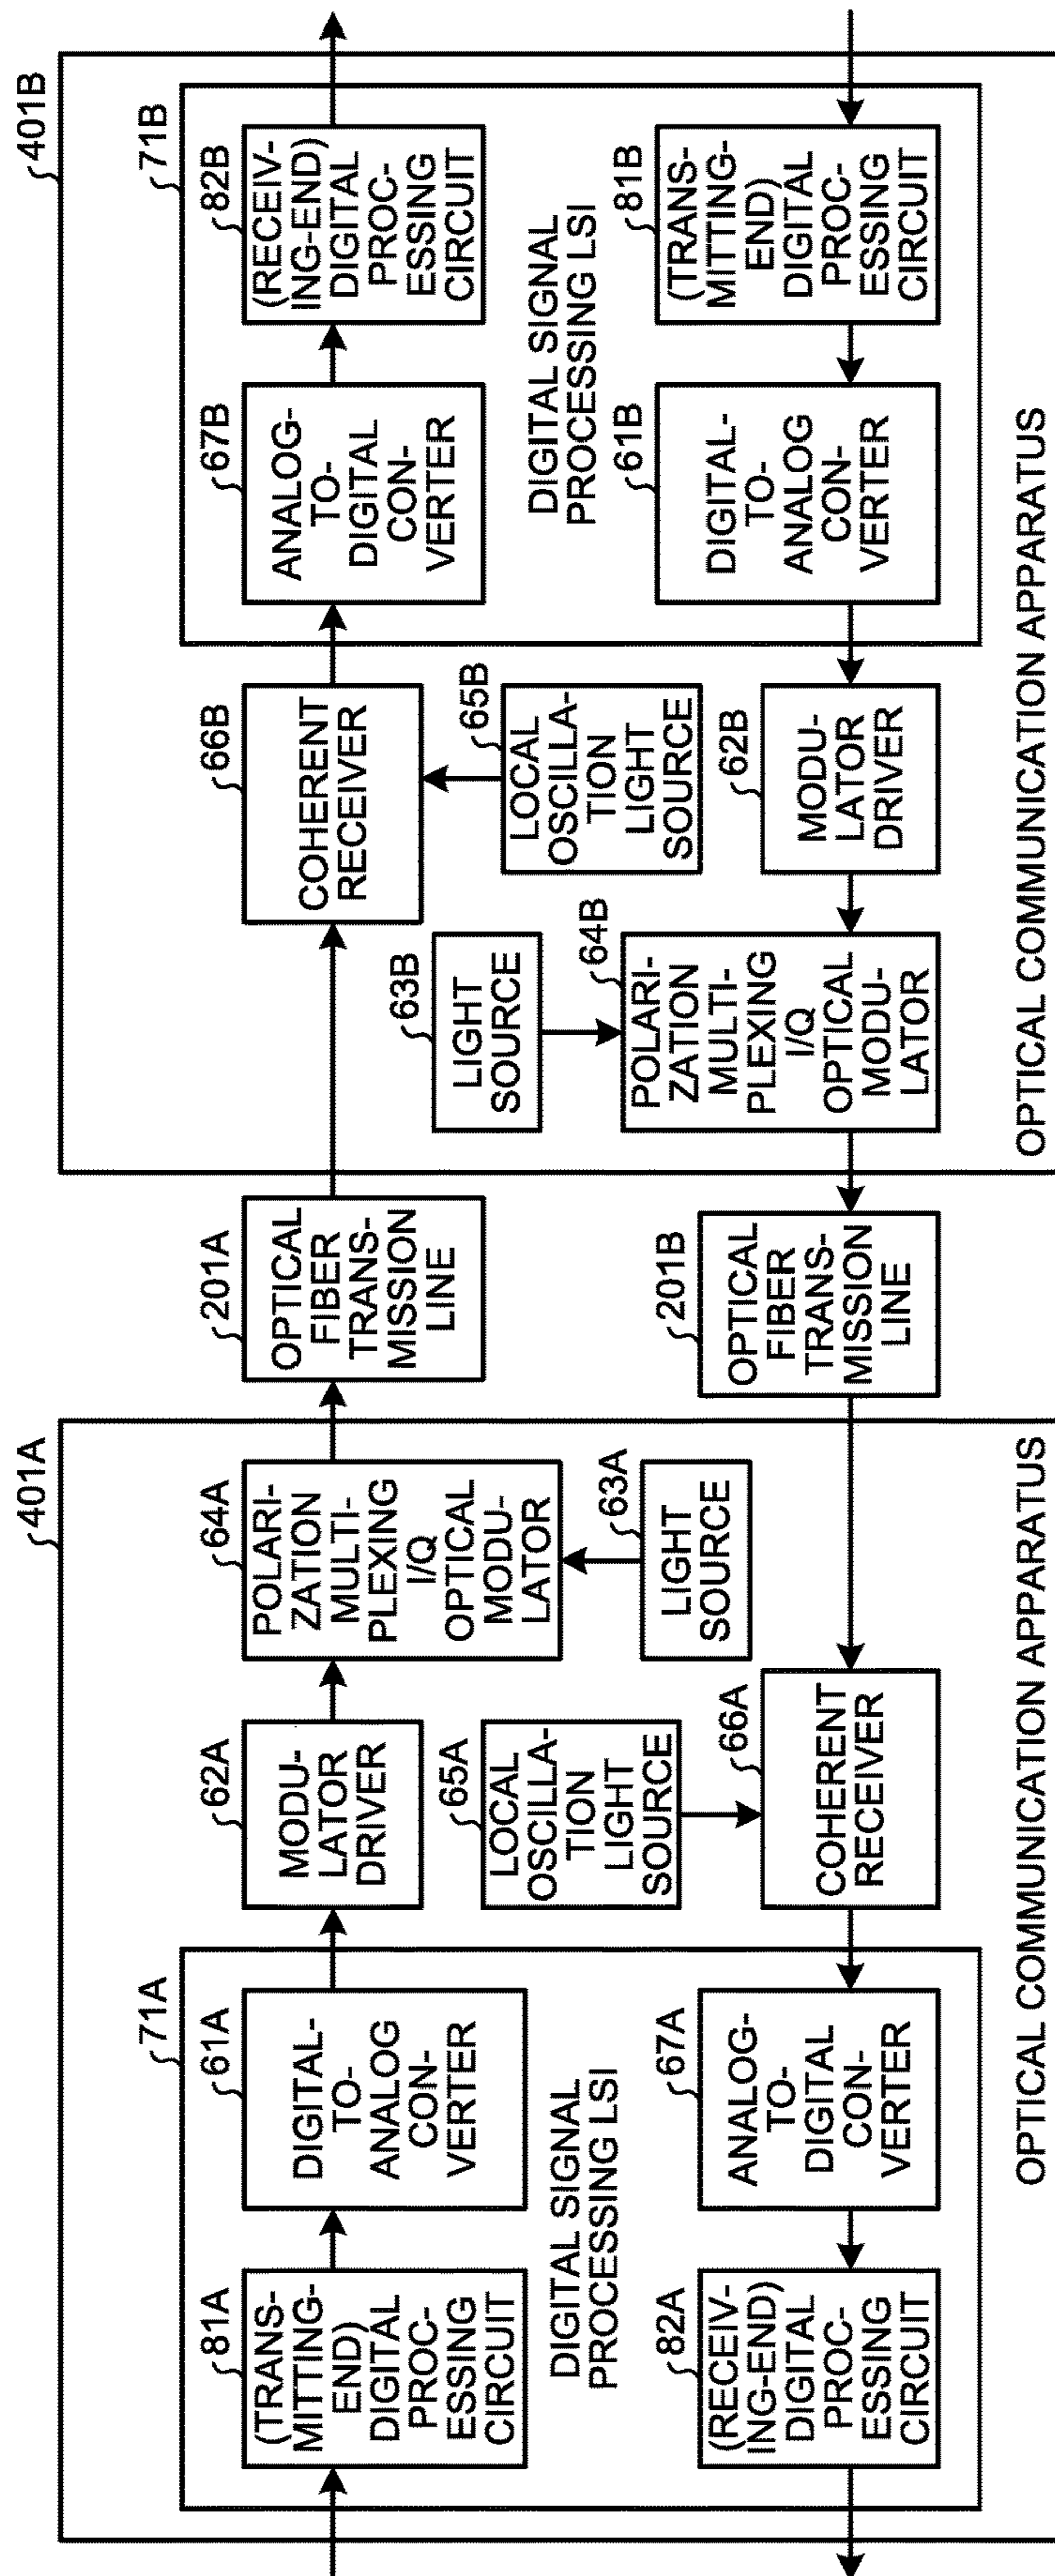 401A
71A
81A
(TRANS-
MITTING-
END)
DIGITAL
PROC-
ESSING
CIRCUIT
61A
DIGITAL-
TO-
ANALOG
CON-
VERTER
DIGITAL SIGNAL
PROCESSING LSI
82A
(RECEIV-
ING-END)
DIGITAL
PROC-
ESSING
CIRCUIT
67A
ANALOG-
TO-
DIGITAL
CON-
VERTER
62A
MODU-
LATOR
DRIVER
64A
POLARI-
ZATION
MULTI-
PLEXING
I/Q
OPTICAL
MODU-
LATOR
65A
LOCAL
OSCILLA-
TION
LIGHT
SOURCE
63A
LIGHT
SOURCE
66A
COHERENT
RECEIVER
OPTICAL COMMUNICATION APPARATUS
201A
OPTICAL
FIBER
TRANS-
MISSION
LINE
201B
OPTICAL
FIBER
TRANS-
MISSION
LINE
401B
66B
COHERENT
RECEIVER
63B
LIGHT
SOURCE
65B
LOCAL
OSCILLA-
TION
LIGHT
SOURCE
64B
POLARI-
ZATION
MULTI-
PLEXING
I/Q
OPTICAL
MODU-
LATOR
62B
MODU-
LATOR
DRIVER
71B
67B
ANALOG-
TO-
DIGITAL
CON-
VERTER
82B
(RECEIV-
ING-END)
DIGITAL
PROC-
ESSING
CIRCUIT
DIGITAL SIGNAL
PROCESSING LSI
61B
DIGITAL-
TO-
ANALOG
CON-
VERTER
81B
(TRANS-
MITTING-
END)
DIGITAL
PROC-
ESSING
CIRCUIT
OPTICAL COMMUNICATION APPARATUS